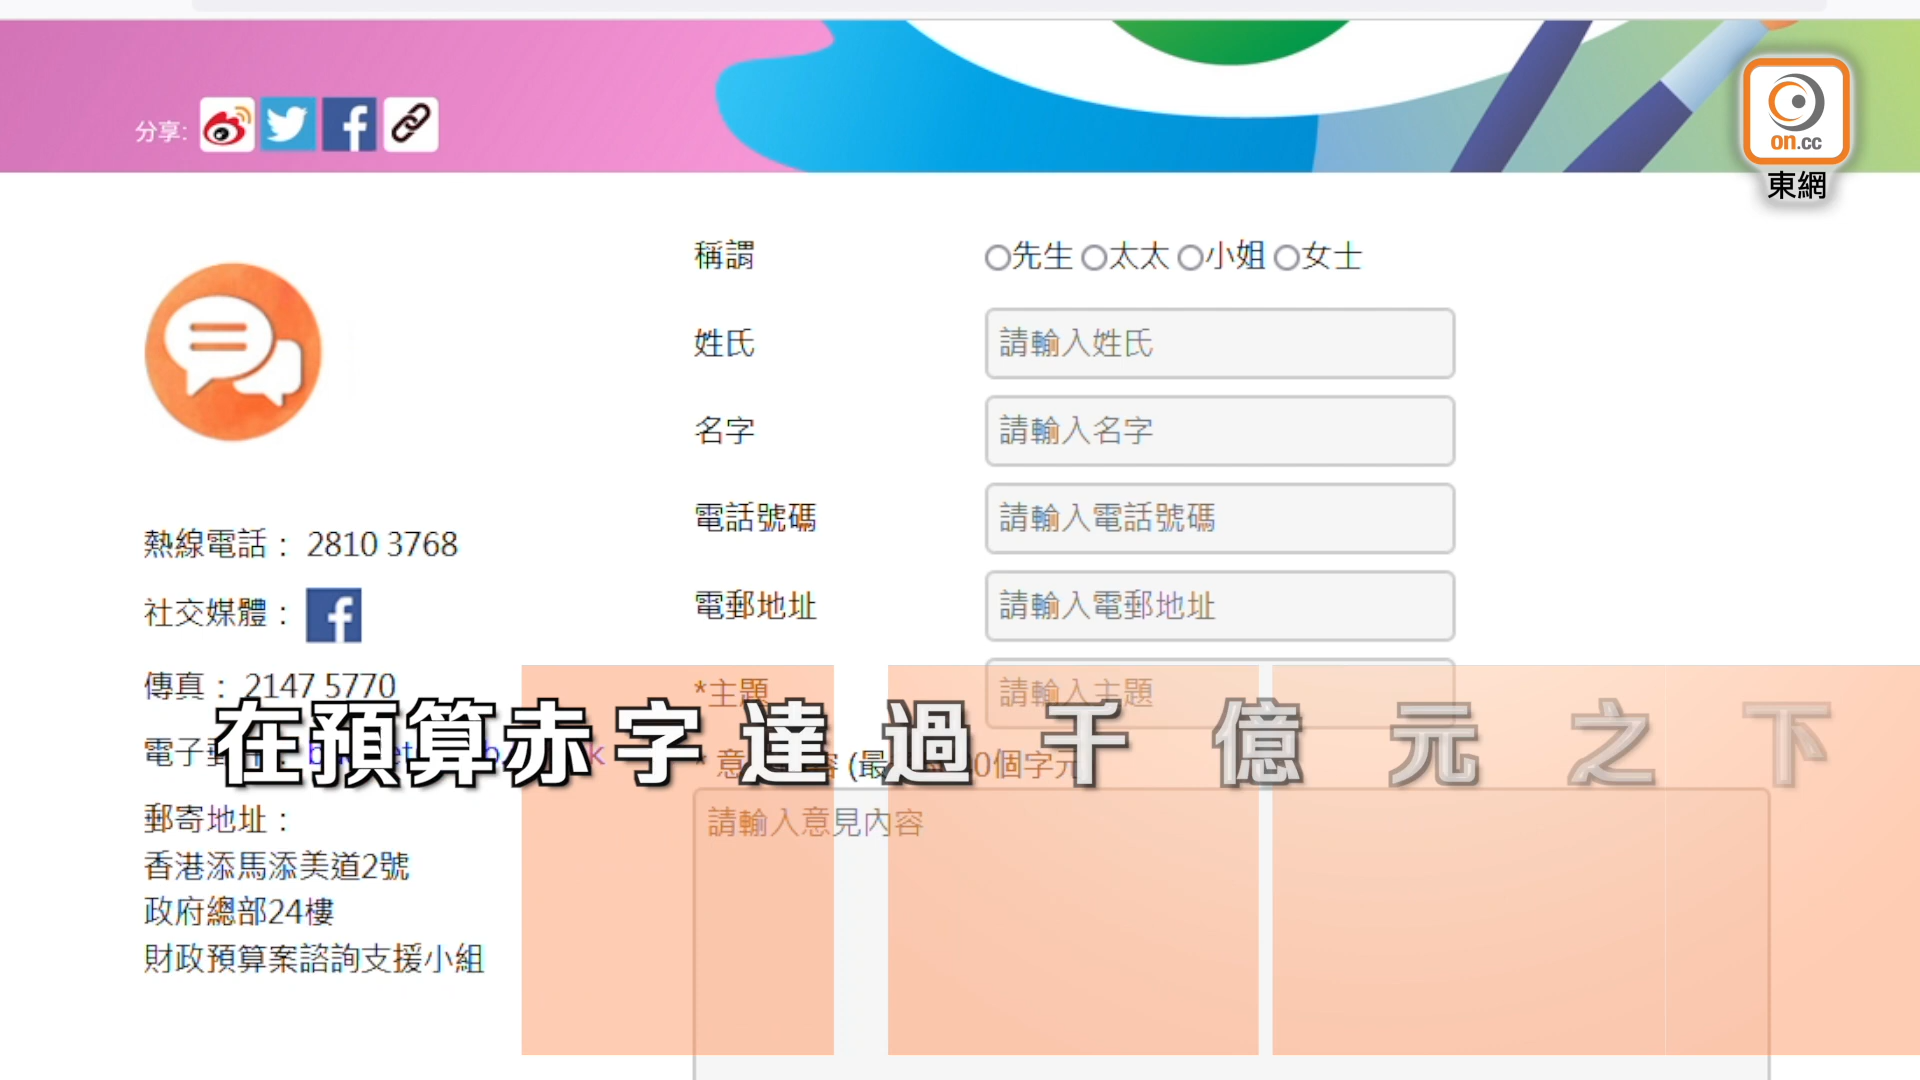 分享:
on.cc
東網
稱謂
先生 太太 小姐 女士
姓氏
請輸入姓氏
名字
請輸入名字
電話號碼
請輸入電話號碼
電郵地址
請輸入電郵地址
*主題
請輸入主題
請輸入意見內容
熱線電話： 2810 3768
社交媒體：
傳真： 2147 5770
郵寄地址：
香港添馬添美道2號
政府總部24樓
財政預算案諮詢支援小組
在預算赤字達過千億元之下